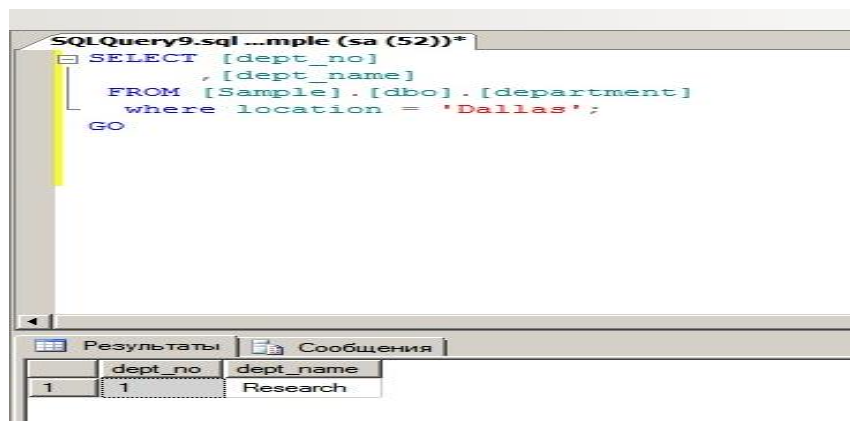 SQLQuery9.sql ...mple (sa (52))*
SELECT [dept_no]
,[dept_name]
FROM [Sample].[dbo].[department]
where location = 'Dallas';
GO
Результаты Сообщения
dept_no dept_name
1 1 Research